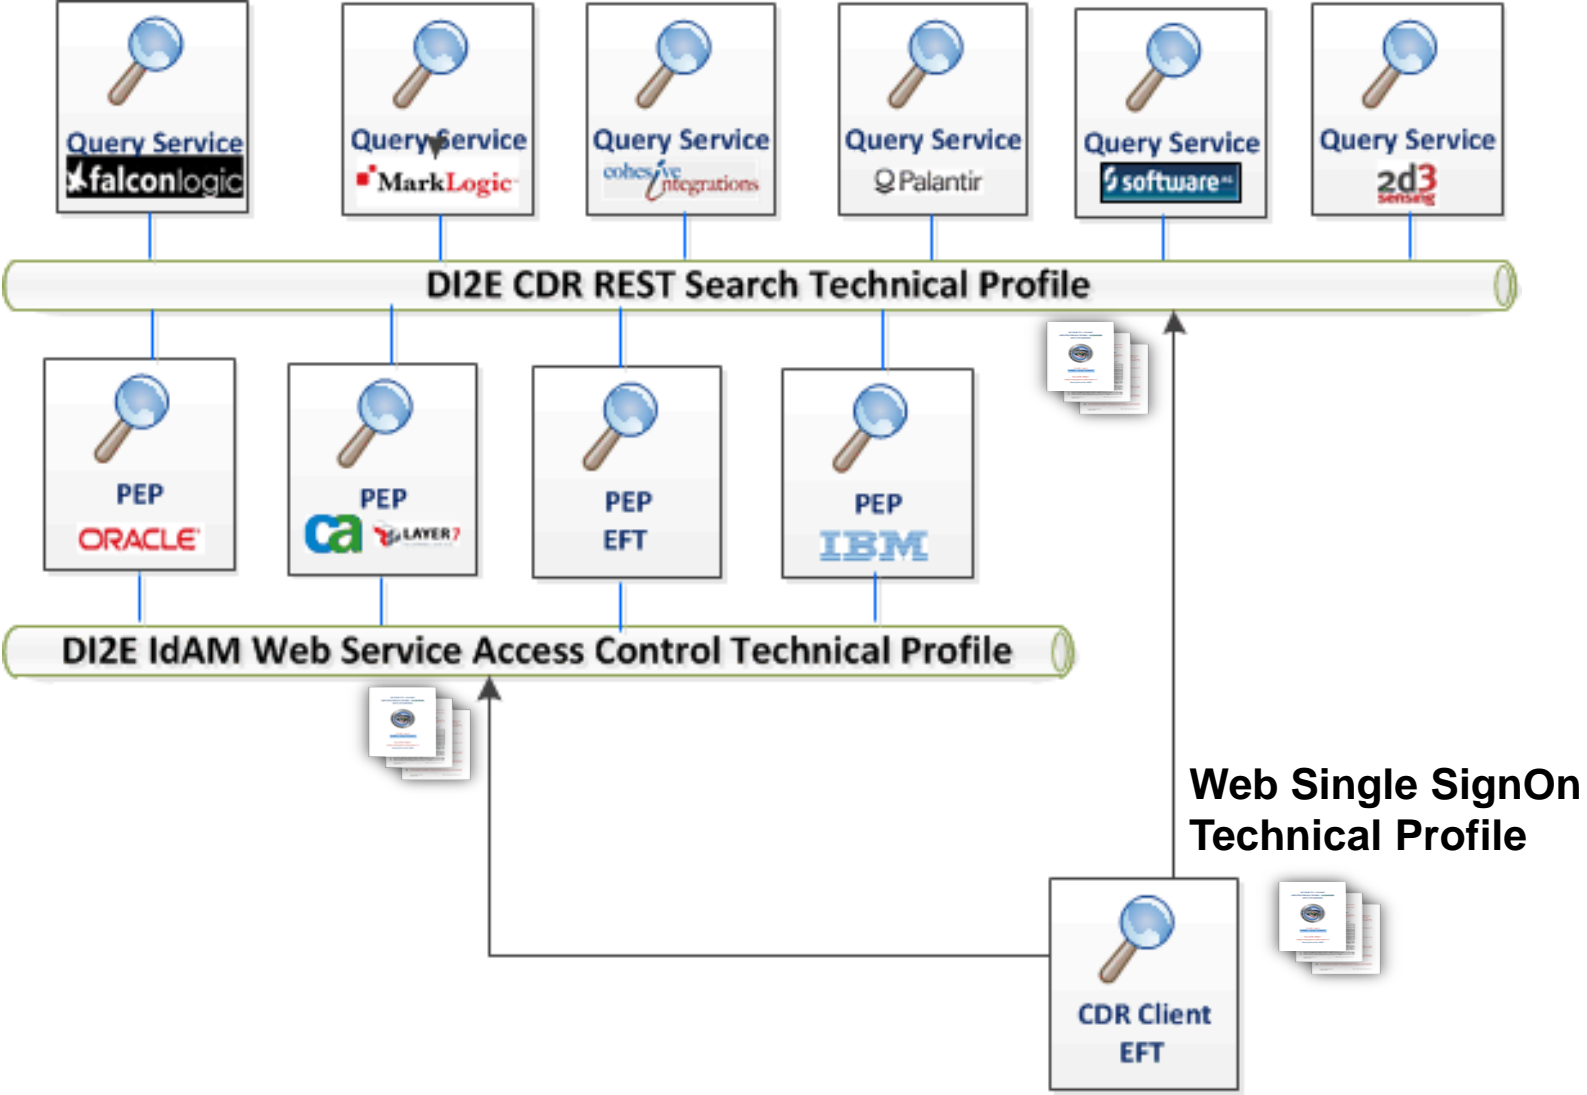 Query Service
falconlogic
Query Service
MarkLogic
Query Service
cohesive
integrations
Query Service
Palantir
Query Service
software AG
Query Service
2d3
sensing
DI2E CDR REST Search Technical Profile
PEP
ORACLE
PEP
ca LAYER 7
PEP
EFT
PEP
IBM
DI2E IdAM Web Service Access Control Technical Profile
Web Single SignOn
Technical Profile
CDR Client
EFT